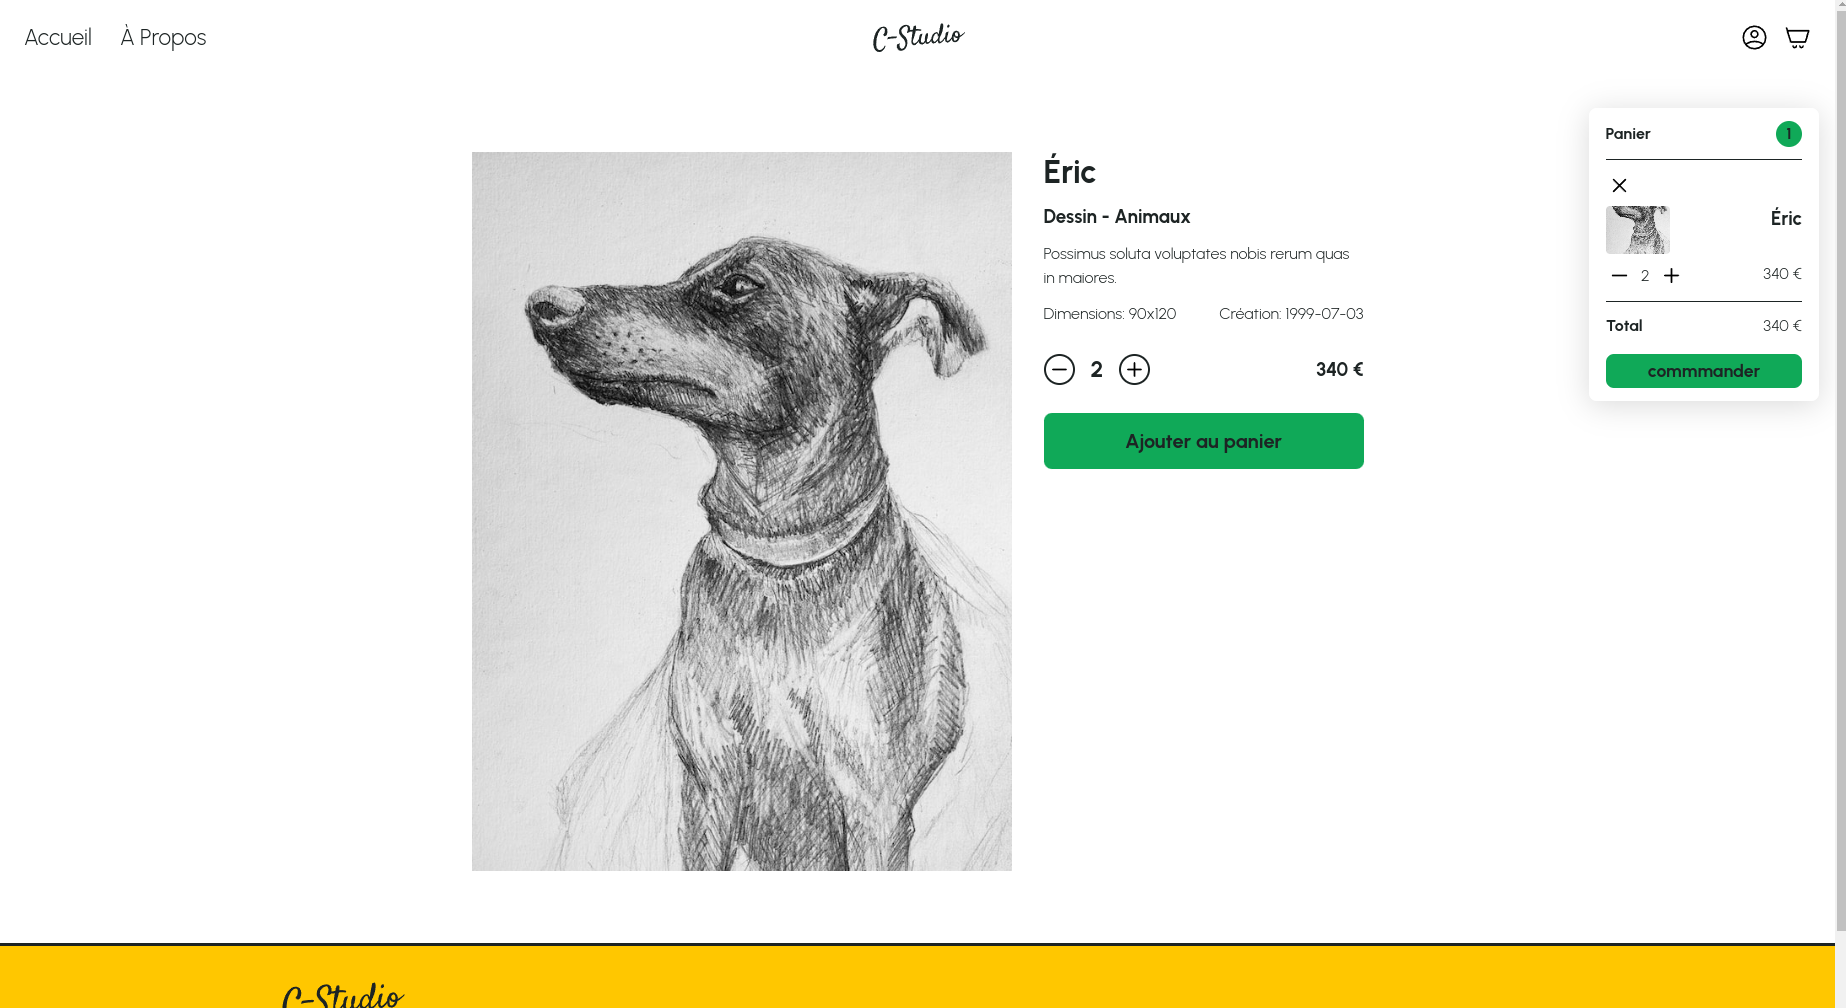 Accueil À Propos C-Studio
Panier 1
Éric
Dessin - Animaux
Possimus soluta voluptates nobis rerum quas
in maiores.
Dimensions: 90x120 Création: 1999-07-03
2 340 €
Ajouter au panier
Éric
2 340 €
Total 340 €
commmander
C-Studio